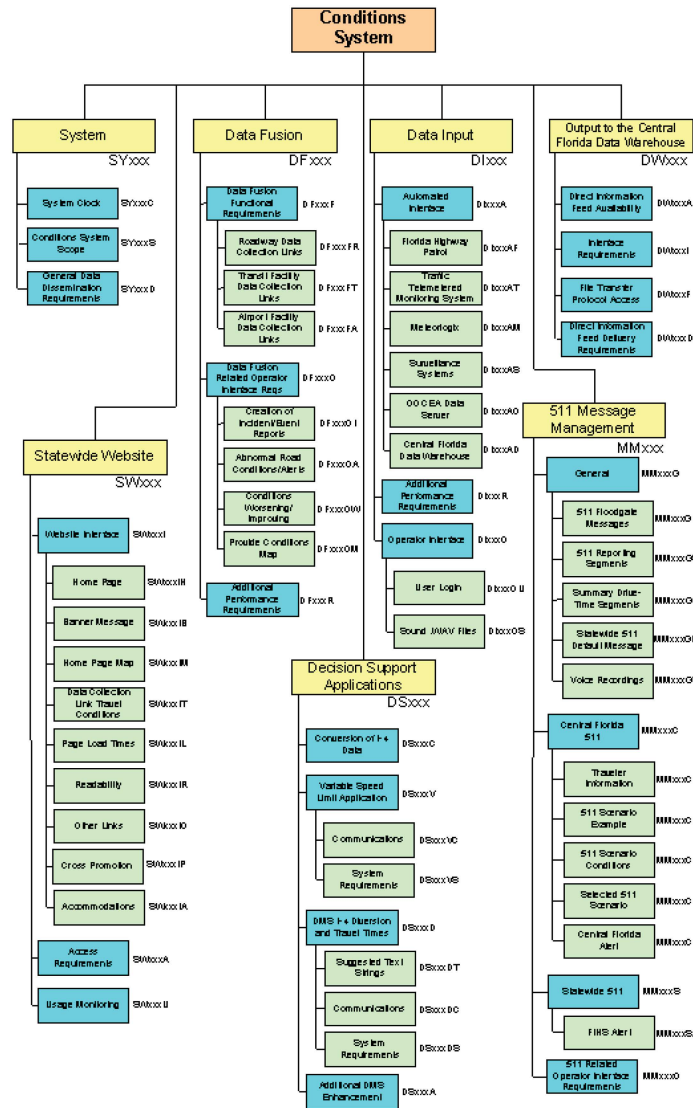 Conditions
System
System
SYxxx
System Clock
SYxxxC
Conditions System
Scope
SYxxxS
General Data
Dissemination
Requirements
SYxxxD
Data Fusion
DFxxx
Data Fusion
Functional
Requirements
DFxxxF
Roadway Data
Collection Links
DFxxxFR
Transit Facility
Data Collection
Links
DFxxxFT
Airport Facility
Data Collection
Links
DFxxxFA
Data Fusion
Related Operator
Interface Reqs
DFxxxO
Creation of
Incident/Event
Reports
DFxxxOI
Abnormal Road
Conditions/Alerts
DFxxxOA
Conditions
Worsening/
Improving
DFxxxOW
Provide Conditions
Map
DFxxxOM
Additional
Performance
Requirements
DFxxxR
Data Input
DIxxx
Automated
Interface
DIxxxA
Florida Highway
Patrol
DIxxxAF
Traffic
Telemetered
Monitoring System
DIxxxAT
Meteorlogix
DIxxxAM
Surveillance
Systems
DIxxxAS
OOCEA Data
Server
DIxxxAO
Central Florida
Data Warehouse
DIxxxAD
Additional
Performance
Requirements
DIxxxR
Operator Interface
DIxxxO
User Login
DIxxxOU
Sound .WAV Files
DIxxxOS
Output to the Central
Florida Data Warehouse
DWxxx
Direct Information
Feed Availability
DWxxxA
Interface
Requirements
DWxxxI
File Transfer
Protocol Access
DWxxxF
Direct Information
Feed Delivery
Requirements
DWxxxD
Statewide Website
SWxxx
Website Interface
SWxxxI
Home Page
SWxxxIH
Banner Message
SWxxxIB
Home Page Map
SWxxxIM
Data Collection
Link Travel
Conditions
SWxxxIT
Page Load Times
SWxxxIL
Readability
SWxxxIR
Other Links
SWxxxIO
Cross Promotion
SWxxxIP
Accommodations
SWxxxIA
Access
Requirements
SWxxxA
Usage Monitoring
SWxxxU
Decision Support
Applications
DSxxx
Conversion of I-4
Data
DSxxxC
Variable Speed
Limit Application
DSxxxV
Communications
DSxxxVC
System
Requirements
DSxxxVS
DMS I-4 Diversion
and Travel Times
DSxxxD
Suggested Text
Strings
DSxxxDT
Communications
DSxxxDC
System
Requirements
DSxxxDS
Additional DMS
Enhancement
DSxxxA
511 Message
Management
MMxxx
General
MMxxxG
511 Floodgate
Messages
MMxxxG
511 Reporting
Segments
Summary Drive-
Time Segments
MMxxxG
Statewide 511
Default Message
Voice Recordings
Central Florida
511
MMxxxC
Traveler
Information
MMxxxC
511 Scenario
Example
MMxxxC
511 Scenario
Conditions
MMxxxC
Selected 511
Scenario
MMxxxC
Central Florida
Alert
MMxxxC
Statewide 511
MMxxxS
FIHS Alert
MMxxxS
511 Related
Operator Interface
Requirements
MMxxxO